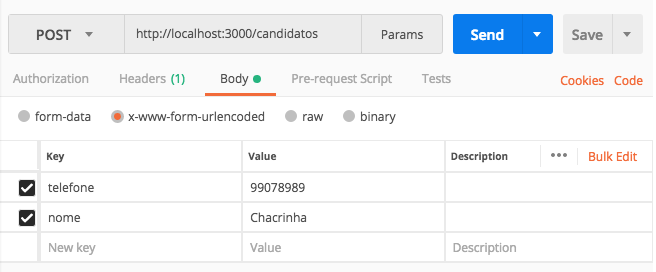 POST http://localhost:3000/candidatos Params Send Save
Authorization Headers (1) Body Pre-request Script Tests Cookies Code
form-data x-www-form-urlencoded raw binary
Key Value Description ••• Bulk Edit
telefone 99078989
nome Chacrinha
New key Value Description